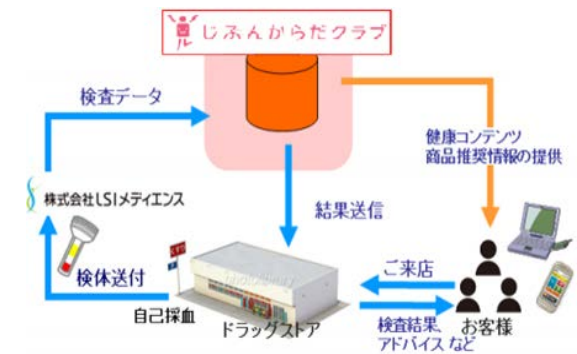 じぶんからだクラブ
検査データ
健康コンテンツ
商品推奨情報の提供
株式会社LSIメディエンス
結果送信
検体送付
ご来店
自己採血
ドラッグストア
検査結果、
アドバイス など
お客様